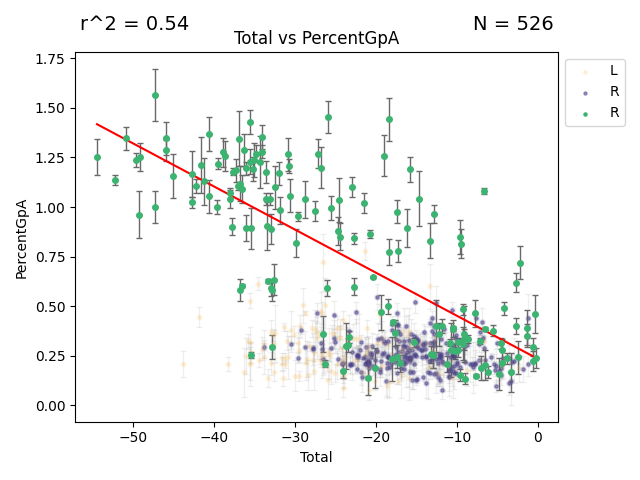 r^2 = 0.54
N = 526
Total vs PercentGpA
1.75
1.50
1.25
1.00
0.75
0.50
0.25
0.00
PercentGpA
−50
−40
−30
−20
−10
0
Total
L
R
R